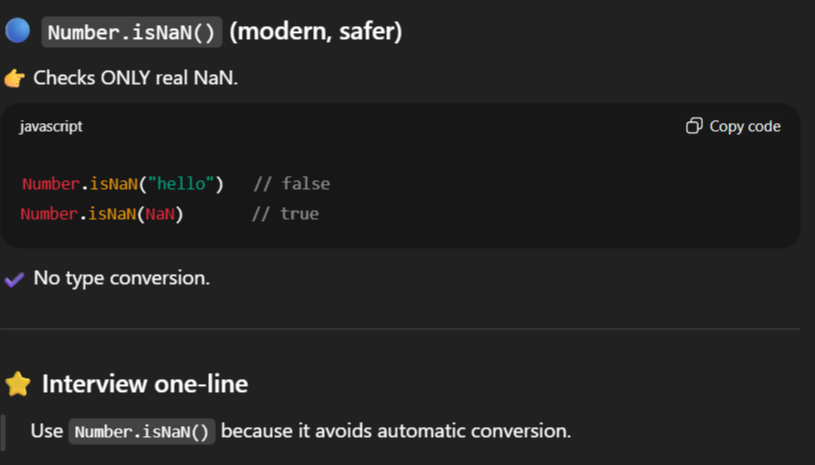 Number.isNaN() (modern, safer)
Checks ONLY real NaN.
javascript Copy code
Number.isNaN("hello") // false
Number.isNaN(NaN) // true
No type conversion.
Interview one-line
Use Number.isNaN() because it avoids automatic conversion.